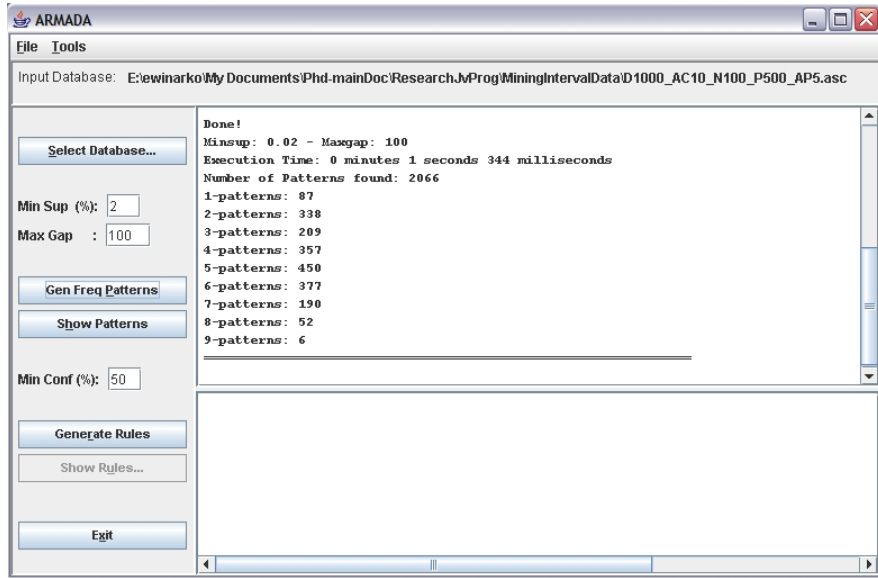 ARMADA
File Tools
Input Database: E:\ewinarko\My Documents\Phd-mainDoc\ResearchJvProg\MiningIntervalData\D1000_AC10_N100_P500_AP5.asc
Select Database...
Min Sup (%): 2
Max Gap : 100
Gen Freq Patterns
Show Patterns
Min Conf (%): 50
Generate Rules
Show Rules...
Exit
Done!
Minsup: 0.02 - Maxgap: 100
Execution Time: 0 minutes 1 seconds 344 milliseconds
Number of Patterns found: 2066
1-patterns: 87
2-patterns: 338
3-patterns: 209
4-patterns: 357
5-patterns: 450
6-patterns: 377
7-patterns: 190
8-patterns: 52
9-patterns: 6